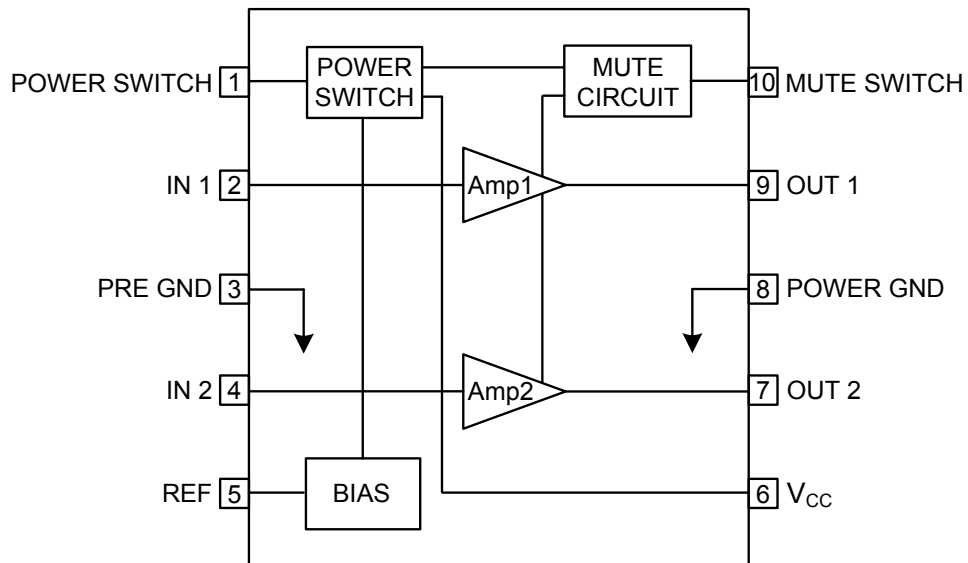 POWER SWITCH 1
POWER
SWITCH
MUTE
CIRCUIT
10 MUTE SWITCH
IN 1 2
Amp1
9 OUT 1
PRE GND 3
8 POWER GND
IN 2 4
Amp2
7 OUT 2
REF 5
BIAS
6 VCC